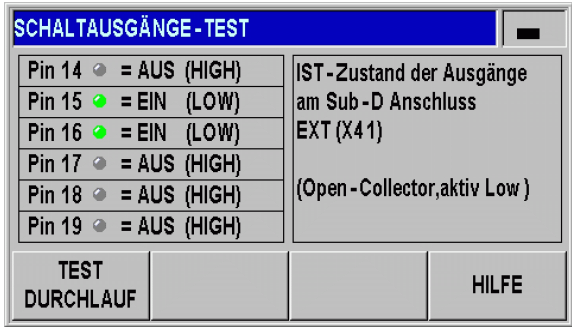 SCHALTAUSGÄNGE-TEST
Pin 14 = AUS (HIGH)
Pin 15 = EIN (LOW)
Pin 16 = EIN (LOW)
Pin 17 = AUS (HIGH)
Pin 18 = AUS (HIGH)
Pin 19 = AUS (HIGH)
IST-Zustand der Ausgänge
am Sub-D Anschluss
EXT(X41)
(Open-Collector,aktiv Low)
TEST
DURCHLAUF
HILFE